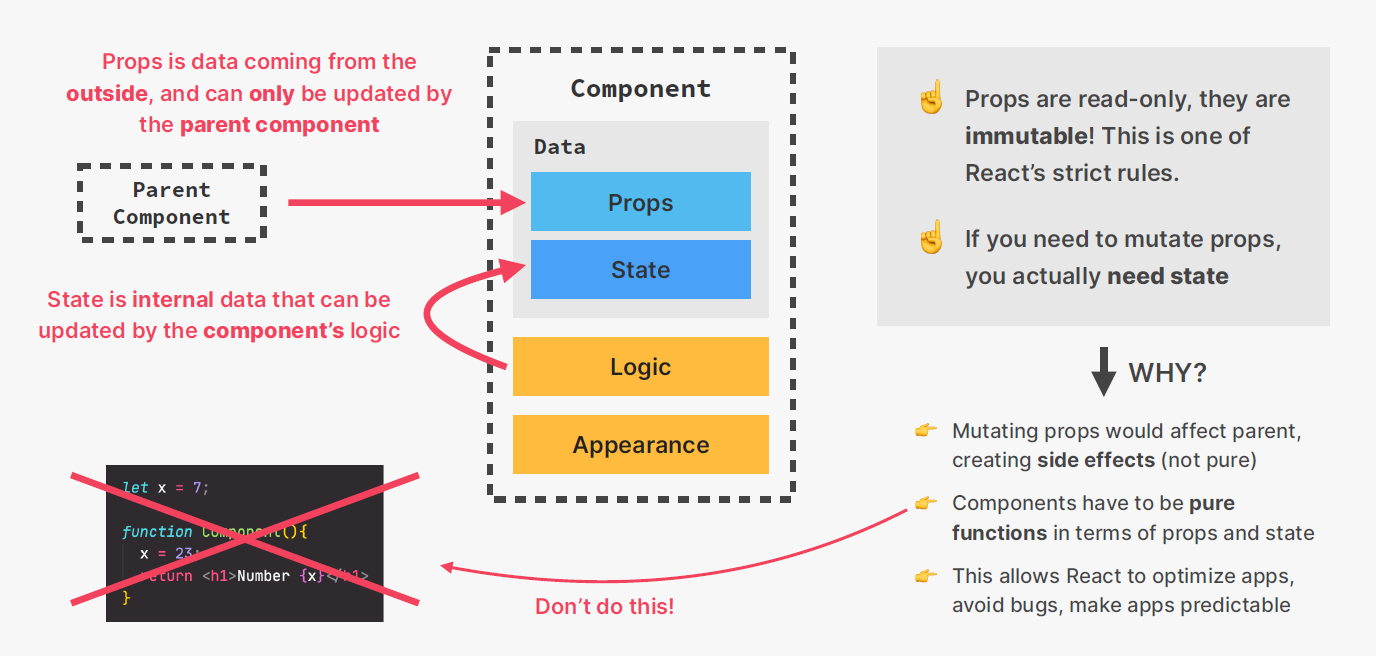 Props is data coming from the
outside, and can only be updated by
the parent component
Parent
Component
State is internal data that can be
updated by the component's logic
Component
Data
Props
State
Logic
Appearance
let x = 7;
function Component(){
x = 23;
return <h1>Number {x}</h1>
}
Don't do this!
Props are read-only, they are
immutable! This is one of
React's strict rules.
If you need to mutate props,
you actually need state
WHY?
Mutating props would affect parent,
creating side effects (not pure)
Components have to be pure
functions in terms of props and state
This allows React to optimize apps,
avoid bugs, make apps predictable